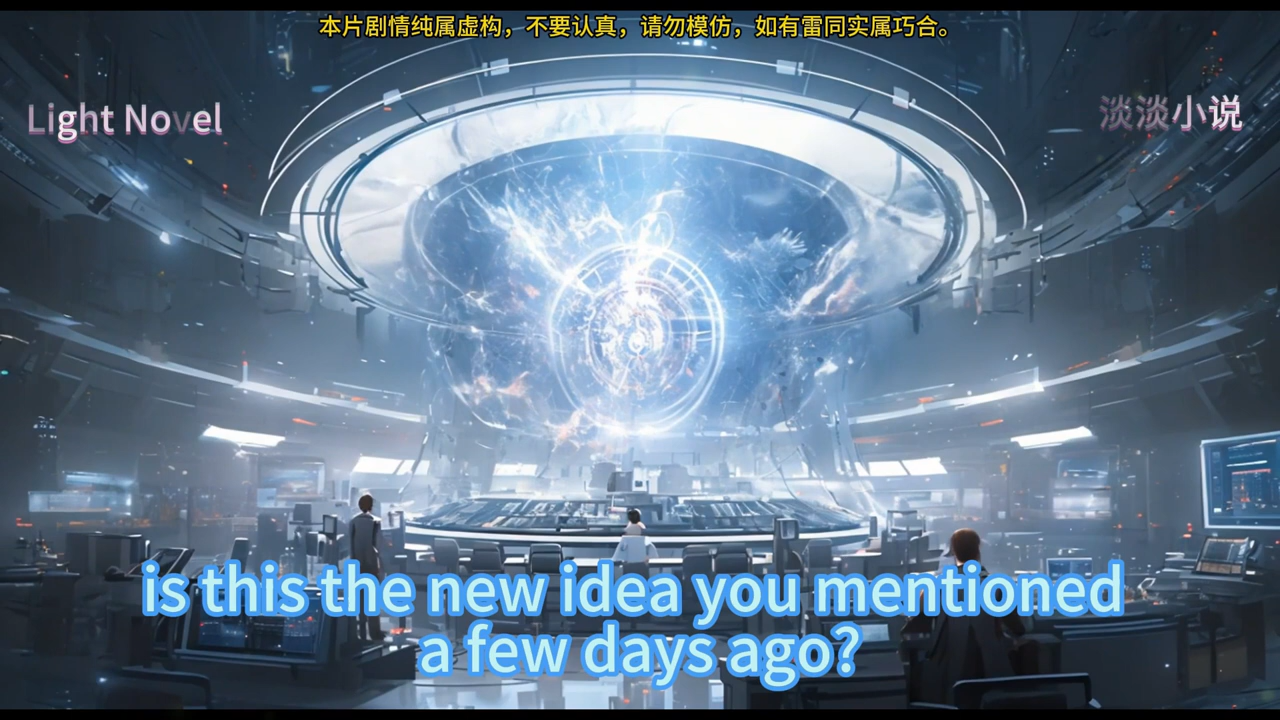 本片剧情纯属虚构，不要认真，请勿模仿，如有雷同实属巧合。
Light Novel
淡淡小说
is this the new idea you mentioned
a few days ago?